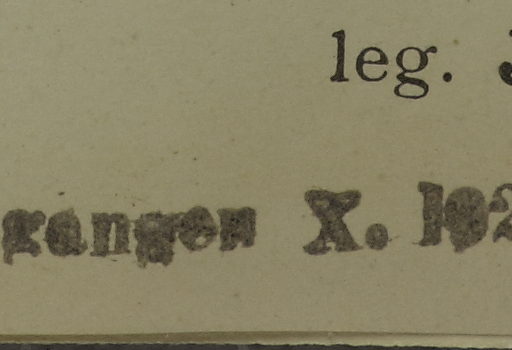 leg.
gangen X. 192